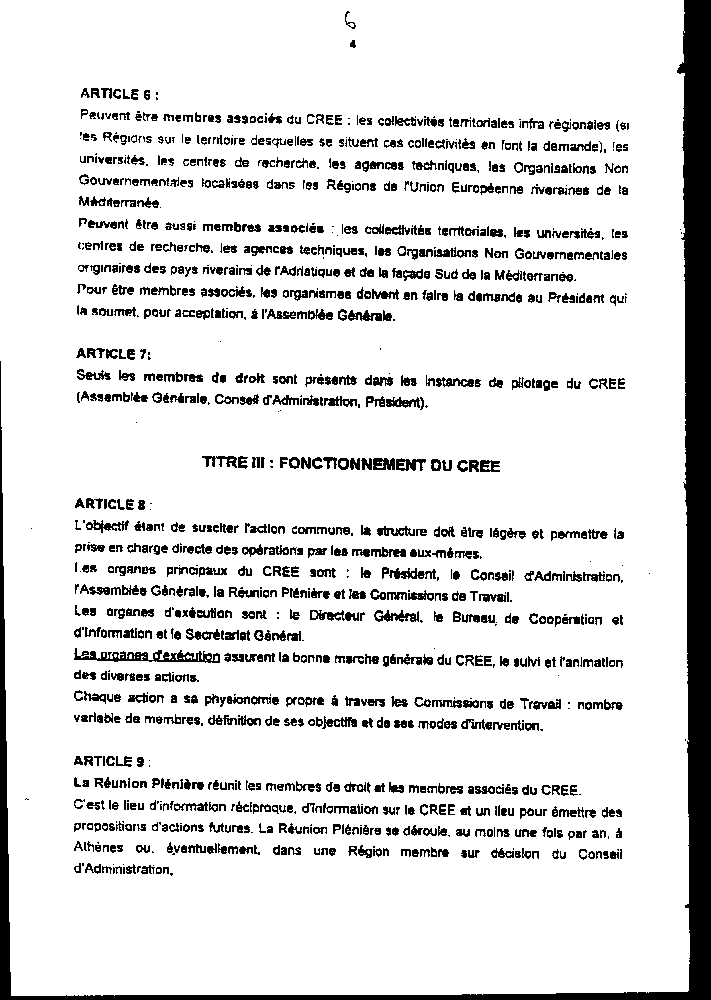 6
4
ARTICLE 6 :
Peuvent être membres associés du CREE : les collectivités territoriales infra régionales (si
les Régions sur le territoire desquelles se situent ces collectivités en font la demande), les
universités, les centres de recherche, les agences techniques, les Organisations Non
Gouvernementales localisées dans les Régions de l'Union Européenne riveraines de la
Méditerranée.
Peuvent être aussi membres associés : les collectivités territoriales, les universités, les
centres de recherche, les agences techniques, les Organisations Non Gouvernementales
originaires des pays riverains de l'Adriatique et de la façade Sud de la Méditerranée.
Pour être membres associés, les organismes doivent en faire la demande au Président qui
la soumet, pour acceptation, à l'Assemblée Générale.
ARTICLE 7:
Seuls les membres de droit sont présents dans les Instances de pilotage du CREE
(Assemblée Générale, Conseil d'Administration, Président).
TITRE III : FONCTIONNEMENT DU CREE
ARTICLE 8 :
L'objectif étant de susciter l'action commune, la structure doit être légère et permettre la
prise en charge directe des opérations par les membres eux-mêmes.
Les organes principaux du CREE sont : le Président, le Conseil d'Administration,
l'Assemblée Générale, la Réunion Plénière et les Commissions de Travail.
Les organes d'exécution sont : le Directeur Général, le Bureau de Coopération et
d'Information et le Secrétariat Général.
Les organes d'exécution assurent la bonne marche générale du CREE, le suivi et l'animation
des diverses actions.
Chaque action a sa physionomie propre à travers les Commissions de Travail : nombre
variable de membres, définition de ses objectifs et de ses modes d'intervention.
ARTICLE 9 :
La Réunion Plénière réunit les membres de droit et les membres associés du CREE.
C'est le lieu d'information réciproque, d'information sur le CREE et un lieu pour émettre des
propositions d'actions futures. La Réunion Plénière se déroule, au moins une fois par an, à
Athènes ou, éventuellement, dans une Région membre sur décision du Conseil
d'Administration.